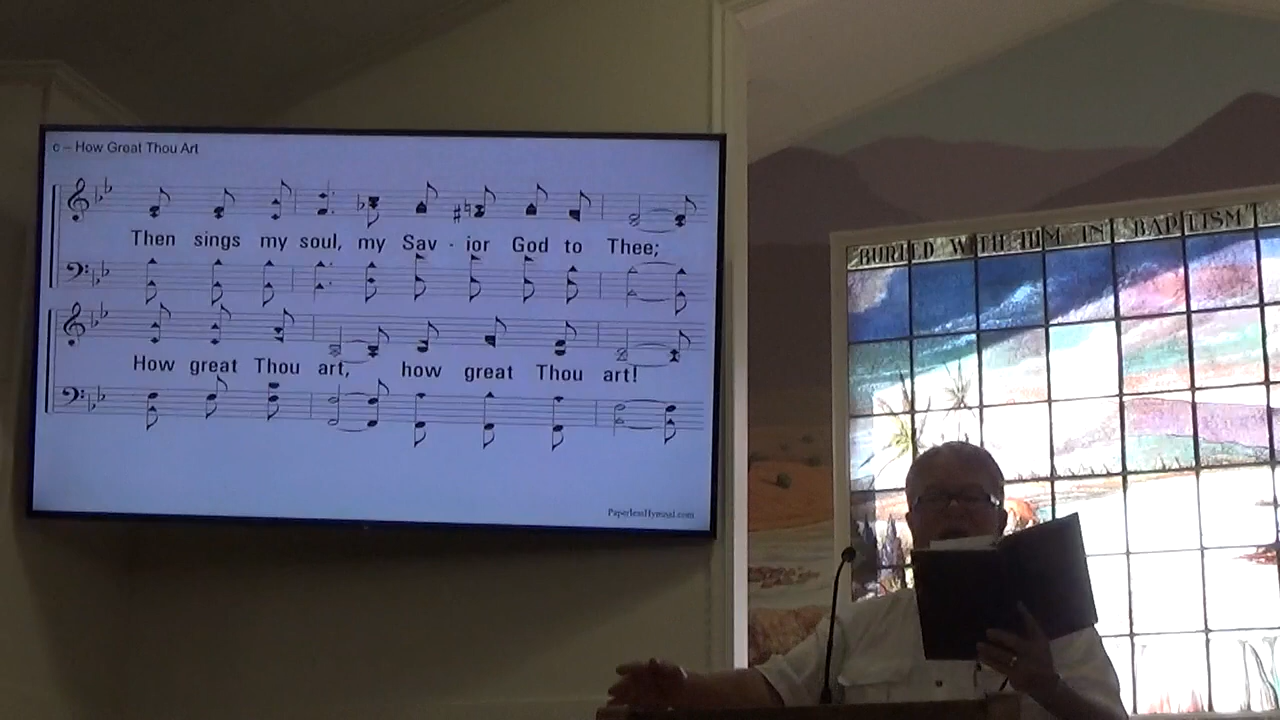 c – How Great Thou Art
Then sings my soul, my Sav - ior God to Thee;
How great Thou art, how great Thou art!
PaperlessHymnal.com
BURIED WITH HIM IN BAPTISM